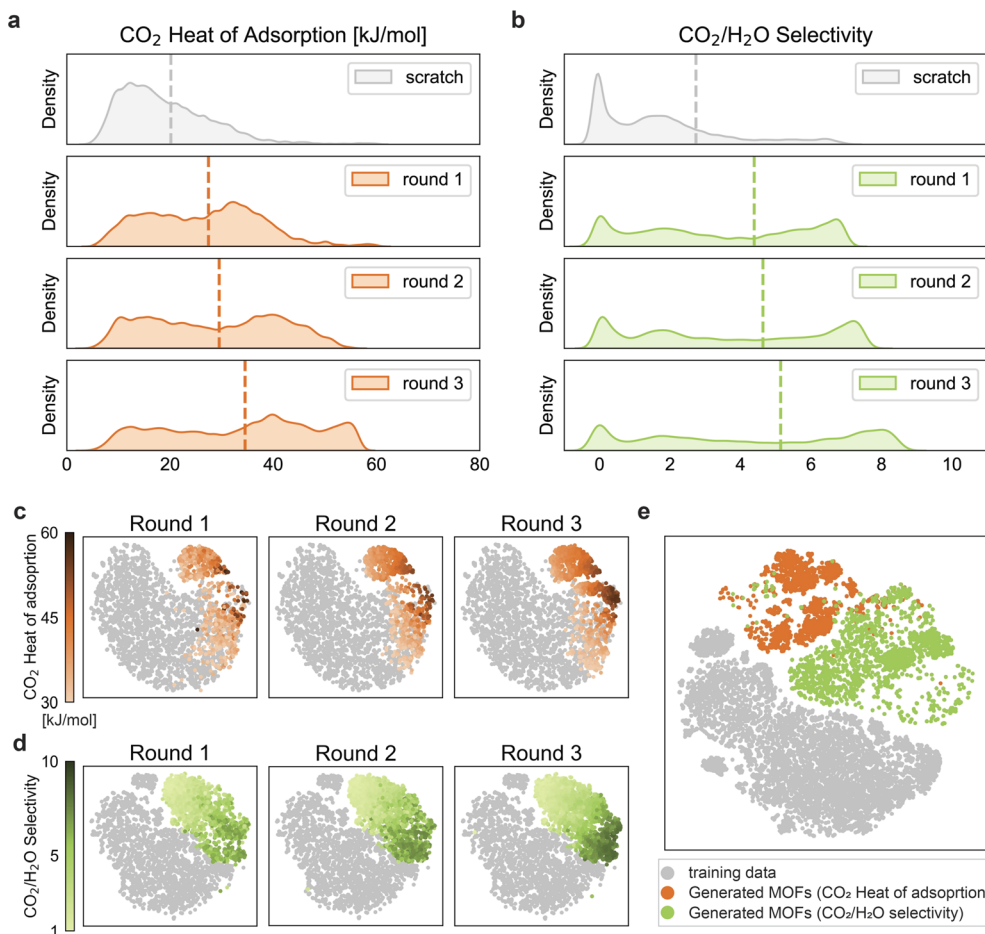 a
CO₂ Heat of Adsorption [kJ/mol]
Density
scratch
Density
round 1
Density
round 2
Density
round 3
0 20 40 60 80
b
CO₂/H₂O Selectivity
Density
scratch
Density
round 1
Density
round 2
Density
round 3
0 2 4 6 8 10
c
Round 1 Round 2 Round 3
CO₂ Heat of adsoprtion
60
45
30
[kJ/mol]
d
Round 1 Round 2 Round 3
CO₂/H₂O Selectivity
10
5
1
e
training data
Generated MOFs (CO₂ Heat of adsoprtion
Generated MOFs (CO₂/H₂O selectivity)